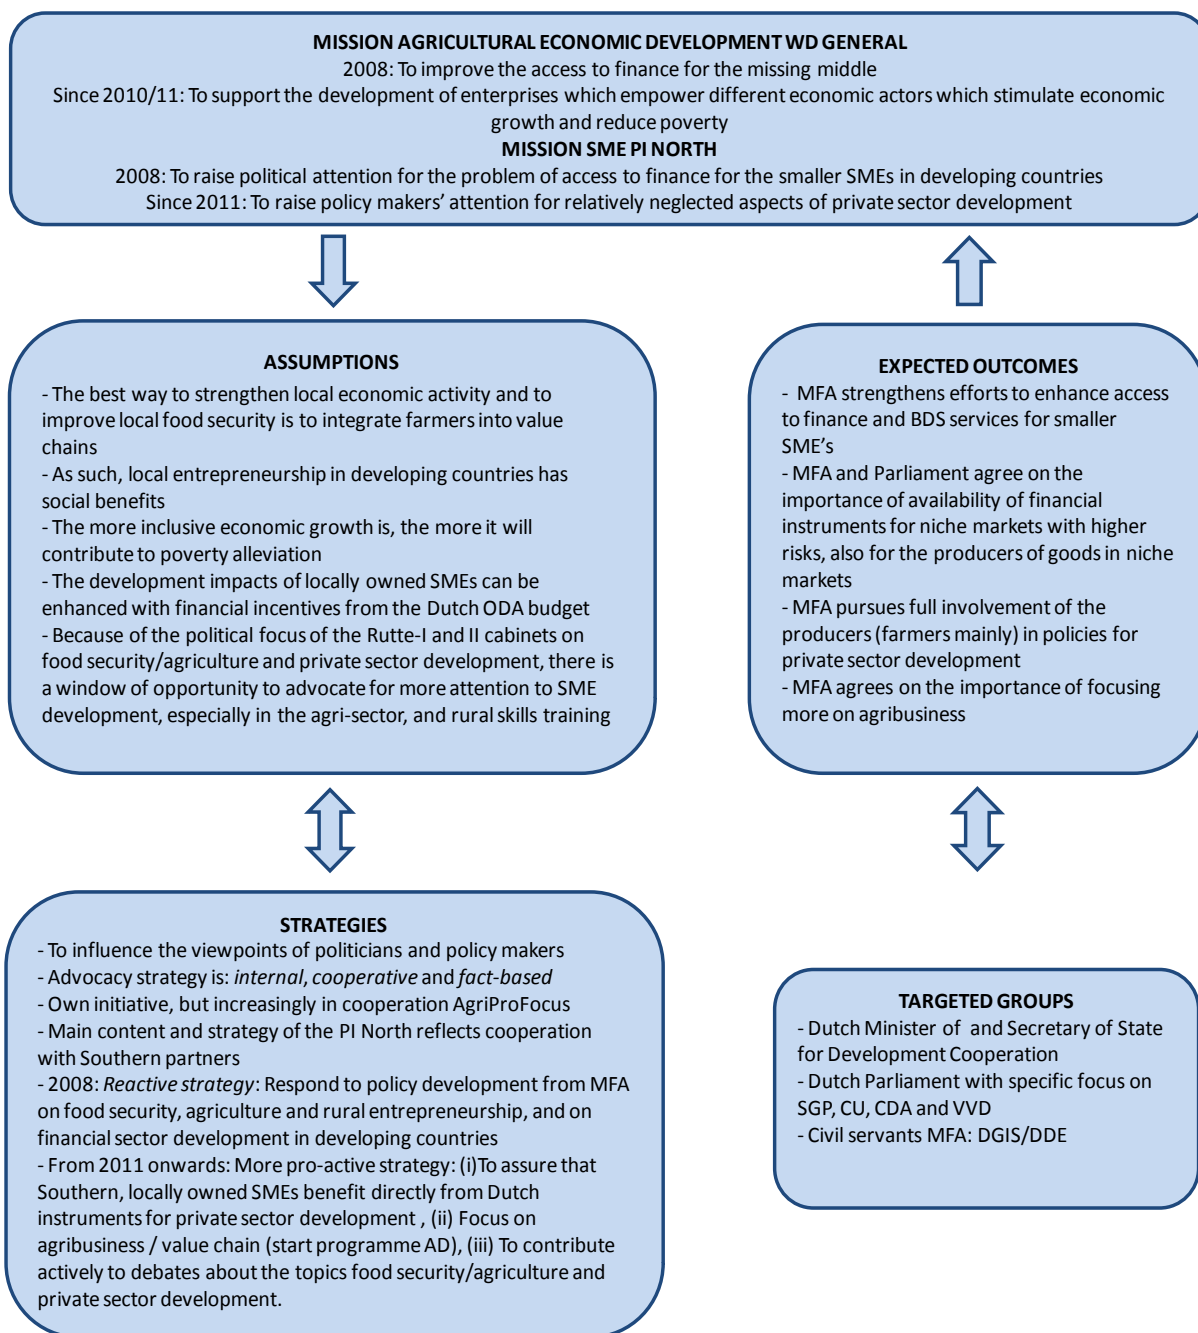 MISSION AGRICULTURAL ECONOMIC DEVELOPMENT WD GENERAL
2008: To improve the access to finance for the missing middle
Since 2010/11: To support the development of enterprises which empower different economic actors which stimulate economic
growth and reduce poverty
MISSION SME PI NORTH
2008: To raise political attention for the problem of access to finance for the smaller SMEs in developing countries
Since 2011: To raise policy makers' attention for relatively neglected aspects of private sector development
ASSUMPTIONS
- The best way to strengthen local economic activity and to
improve local food security is to integrate farmers into value
chains
- As such, local entrepreneurship in developing countries has
social benefits
- The more inclusive economic growth is, the more it will
contribute to poverty alleviation
- The development impacts of locally owned SMEs can be
enhanced with financial incentives from the Dutch ODA budget
- Because of the political focus of the Rutte-I and II cabinets on
food security/agriculture and private sector development, there is
a window of opportunity to advocate for more attention to SME
development, especially in the agri-sector, and rural skills training
EXPECTED OUTCOMES
- MFA strengthens efforts to enhance access
to finance and BDS services for smaller
SME's
- MFA and Parliament agree on the
importance of availability of financial
instruments for niche markets with higher
risks, also for the producers of goods in niche
markets
- MFA pursues full involvement of the
producers (farmers mainly) in policies for
private sector development
- MFA agrees on the importance of focusing
more on agribusiness
STRATEGIES
- To influence the viewpoints of politicians and policy makers
- Advocacy strategy is: internal, cooperative and fact-based
- Own initiative, but increasingly in cooperation AgriProFocus
- Main content and strategy of the PI North reflects cooperation
with Southern partners
- 2008: Reactive strategy: Respond to policy development from MFA
on food security, agriculture and rural entrepreneurship, and on
financial sector development in developing countries
- From 2011 onwards: More pro-active strategy: (i)To assure that
Southern, locally owned SMEs benefit directly from Dutch
instruments for private sector development , (ii) Focus on
agribusiness / value chain (start programme AD), (iii) To contribute
actively to debates about the topics food security/agriculture and
private sector development.
TARGETED GROUPS
- Dutch Minister of and Secretary of State
for Development Cooperation
- Dutch Parliament with specific focus on
SGP, CU, CDA and VVD
- Civil servants MFA: DGIS/DDE